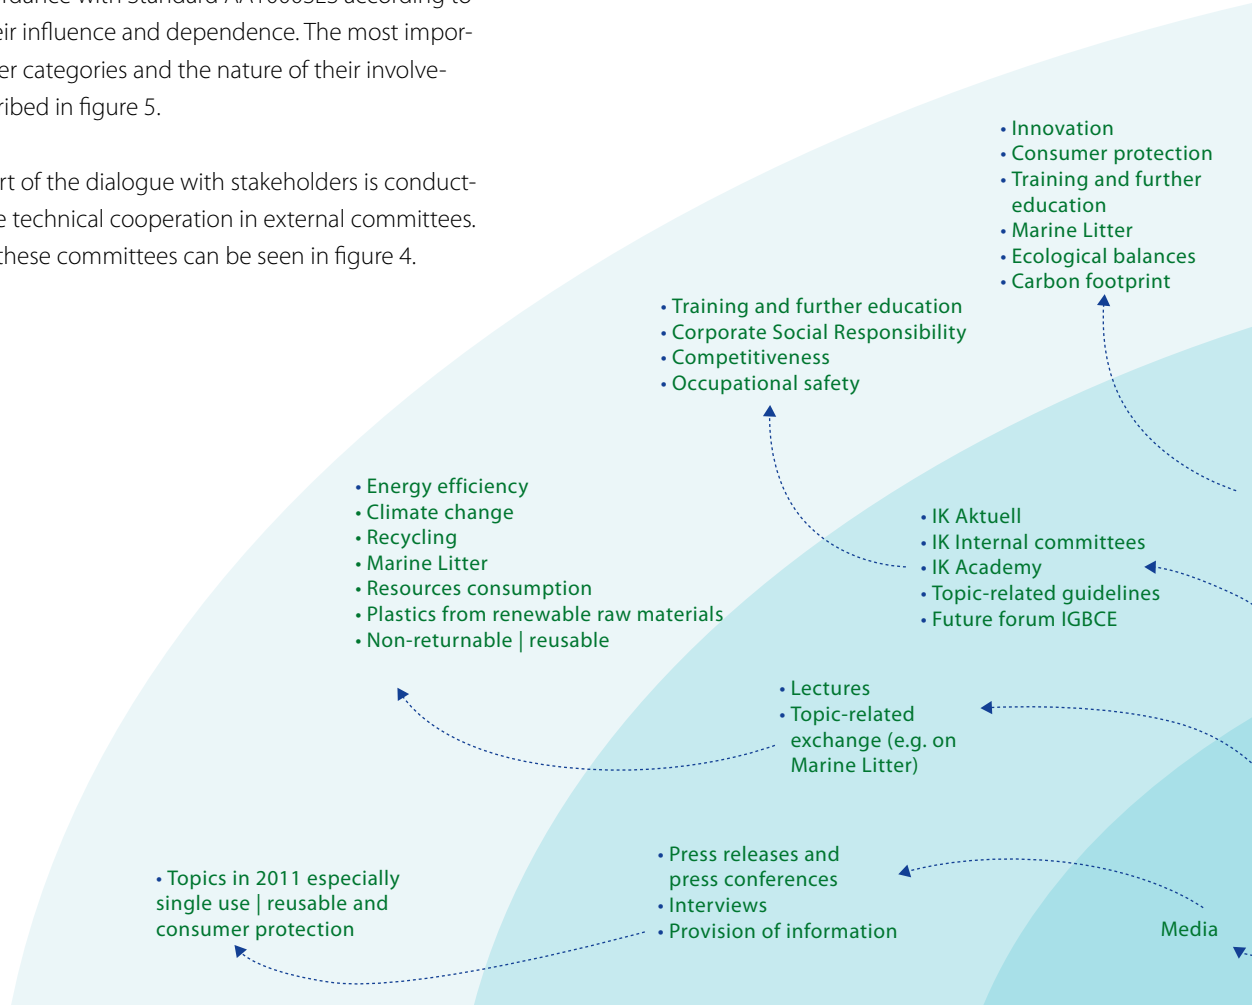 rdance with Standard AA1000SES according to
eir influence and dependence. The most impor-
er categories and the nature of their involve-
ribed in figure 5.
rt of the dialogue with stakeholders is conduct-
e technical cooperation in external committees.
these committees can be seen in figure 4.
• Innovation
• Consumer protection
• Training and further
education
• Marine Litter
• Ecological balances
• Carbon footprint
• Training and further education
• Corporate Social Responsibility
• Competitiveness
• Occupational safety
• Energy efficiency
• Climate change
• Recycling
• Marine Litter
• Resources consumption
• Plastics from renewable raw materials
• Non-returnable | reusable
• IK Aktuell
• IK Internal committees
• IK Academy
• Topic-related guidelines
• Future forum IGBCE
• Lectures
• Topic-related
exchange (e.g. on
Marine Litter)
• Press releases and
press conferences
• Interviews
• Provision of information
• Topics in 2011 especially
single use | reusable and
consumer protection
Media